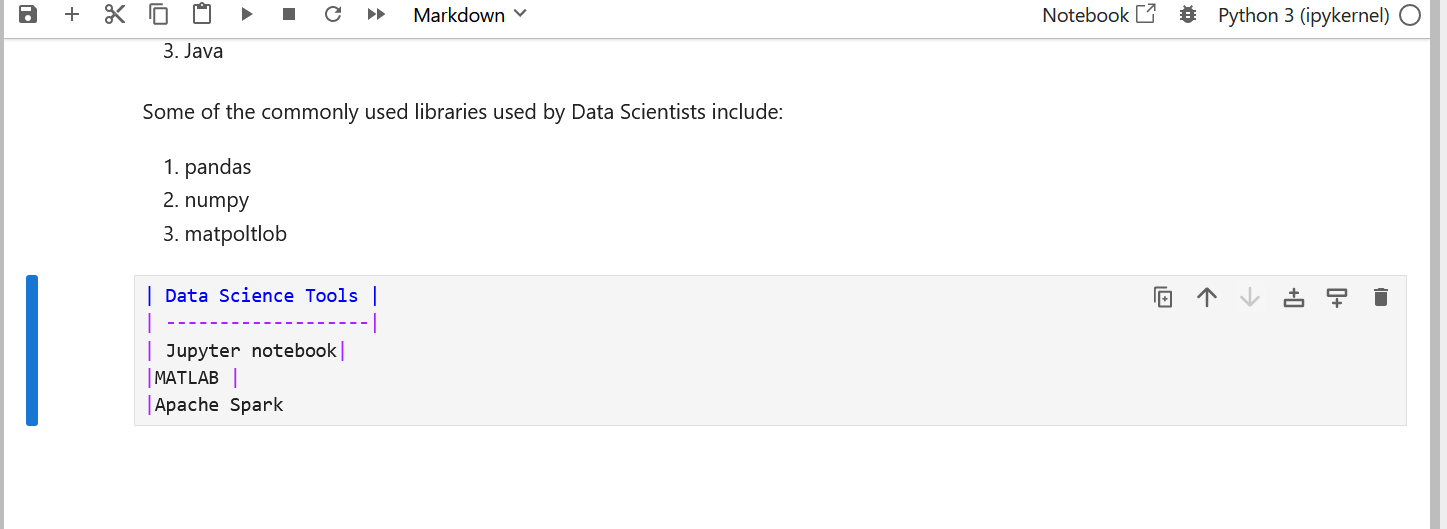 Markdown
Notebook
Python 3 (ipykernel)
3. Java
Some of the commonly used libraries used by Data Scientists include:
1. pandas
2. numpy
3. matpoltlob
| Data Science Tools |
| -------------------|
| Jupyter notebook|
|MATLAB |
|Apache Spark